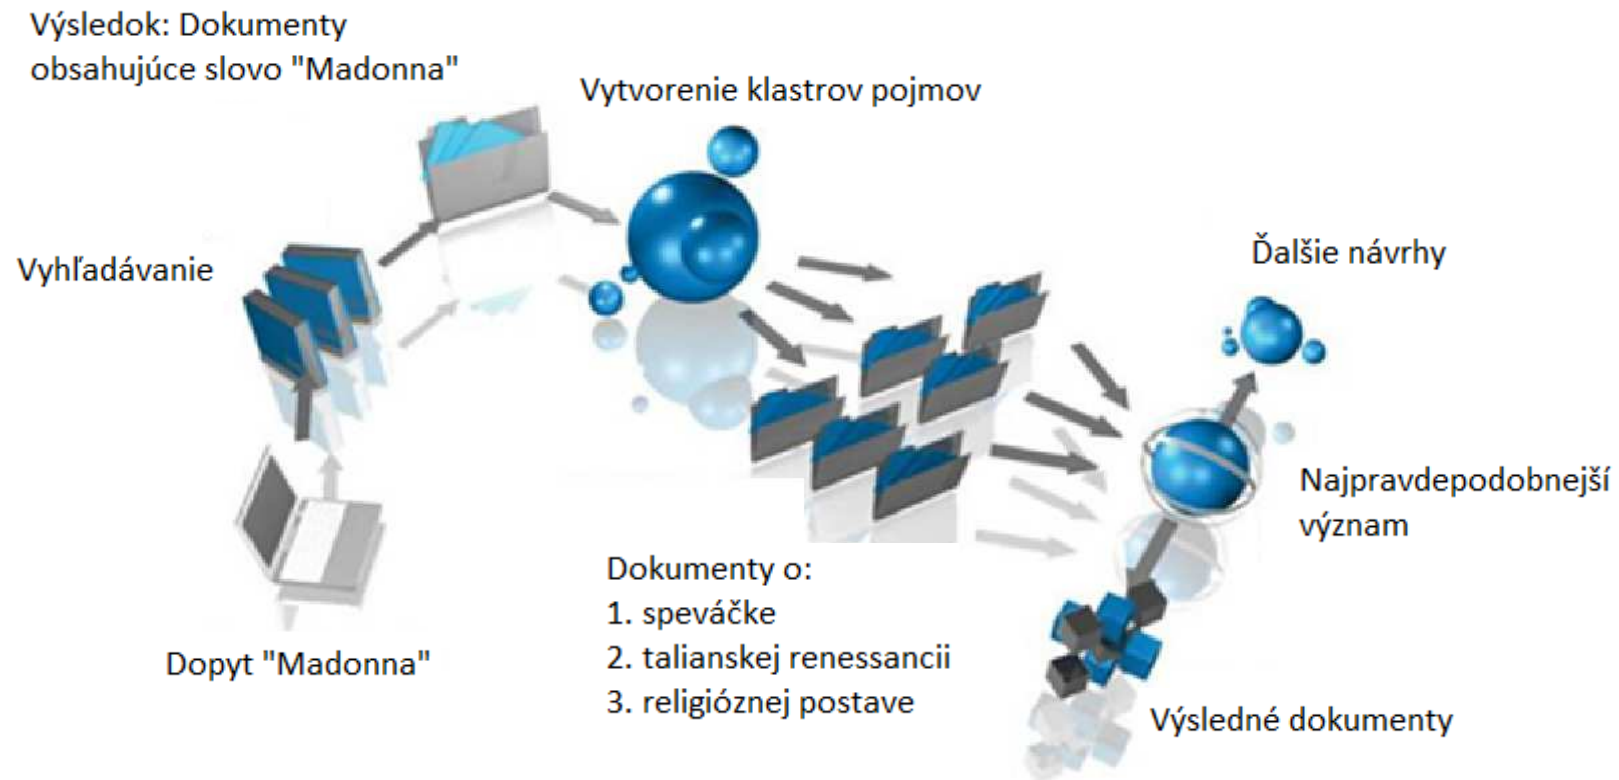 Výsledok: Dokumenty
obsahujúce slovo "Madonna"
Vytvorenie klastrov pojmov
Vyhľadávanie
Ďalšie návrhy
Najpravdepodobnejší
význam
Dokumenty o:
1. speváčke
2. talianskej renessancii
3. religióznej postave
Dopyt "Madonna"
Výsledné dokumenty